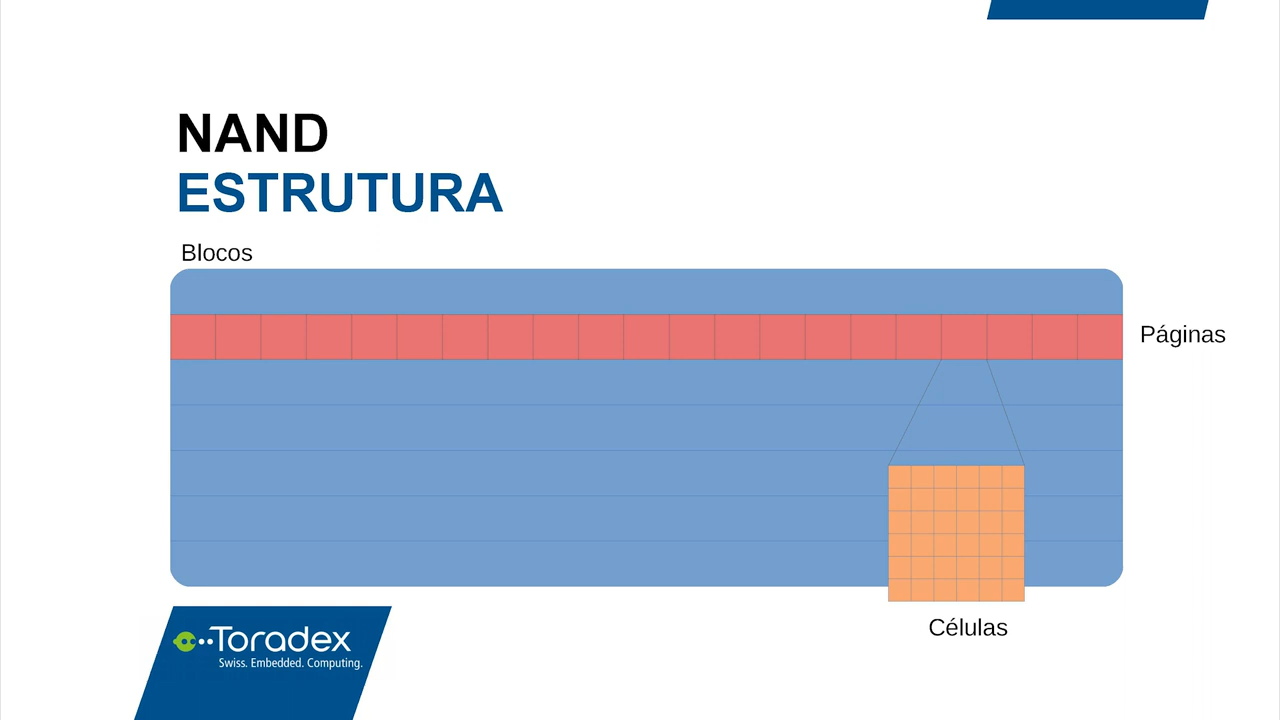 NAND
ESTRUTURA
Blocos
Páginas
Células
Toradex
Swiss. Embedded. Computing.